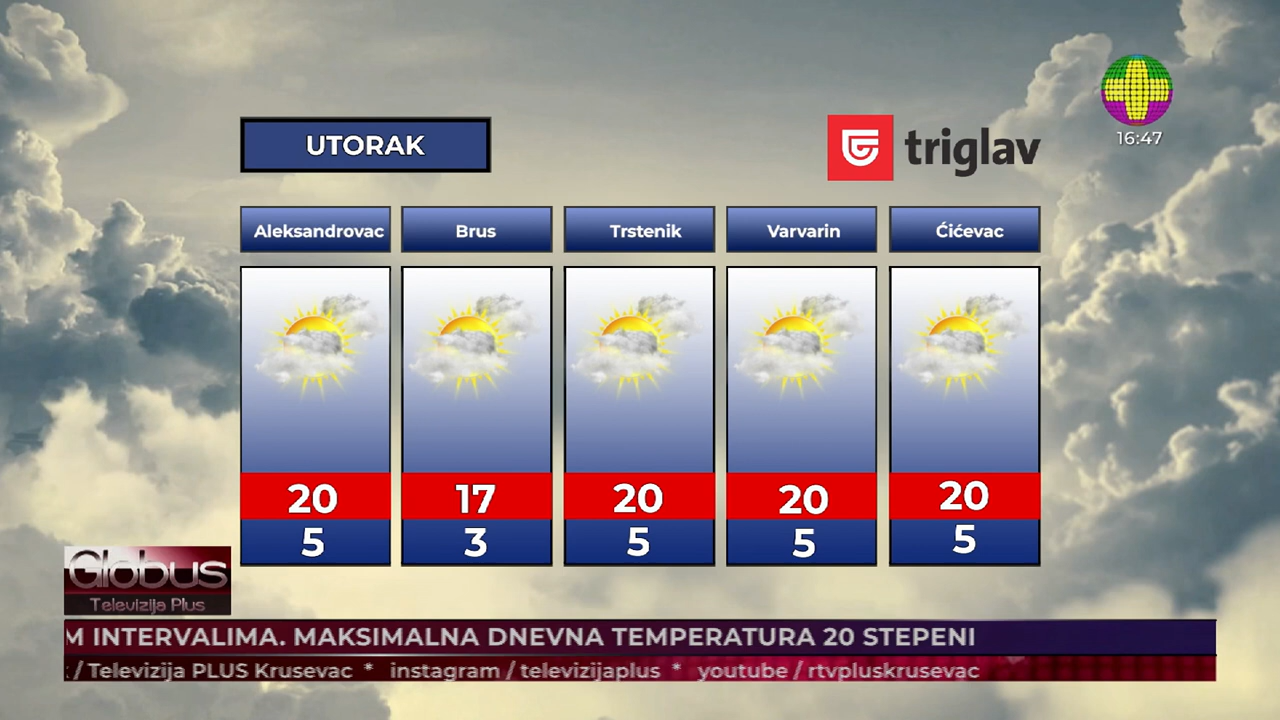 UTORAK
triglav
16:47
Aleksandrovac
Brus
Trstenik
Varvarin
Ćićevac
20
17
20
20
20
5
3
5
5
5
Globus
Televizija Plus
M INTERVALIMA. MAKSIMALNA DNEVNA TEMPERATURA 20 STEPENI
/ Televizija PLUS Krusevac * instagram / televizijaplus * youtube / rtvpluskrusevac